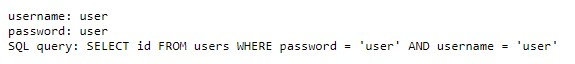 username: user
password: user
SQL query: SELECT id FROM users WHERE password = 'user' AND username = 'user'